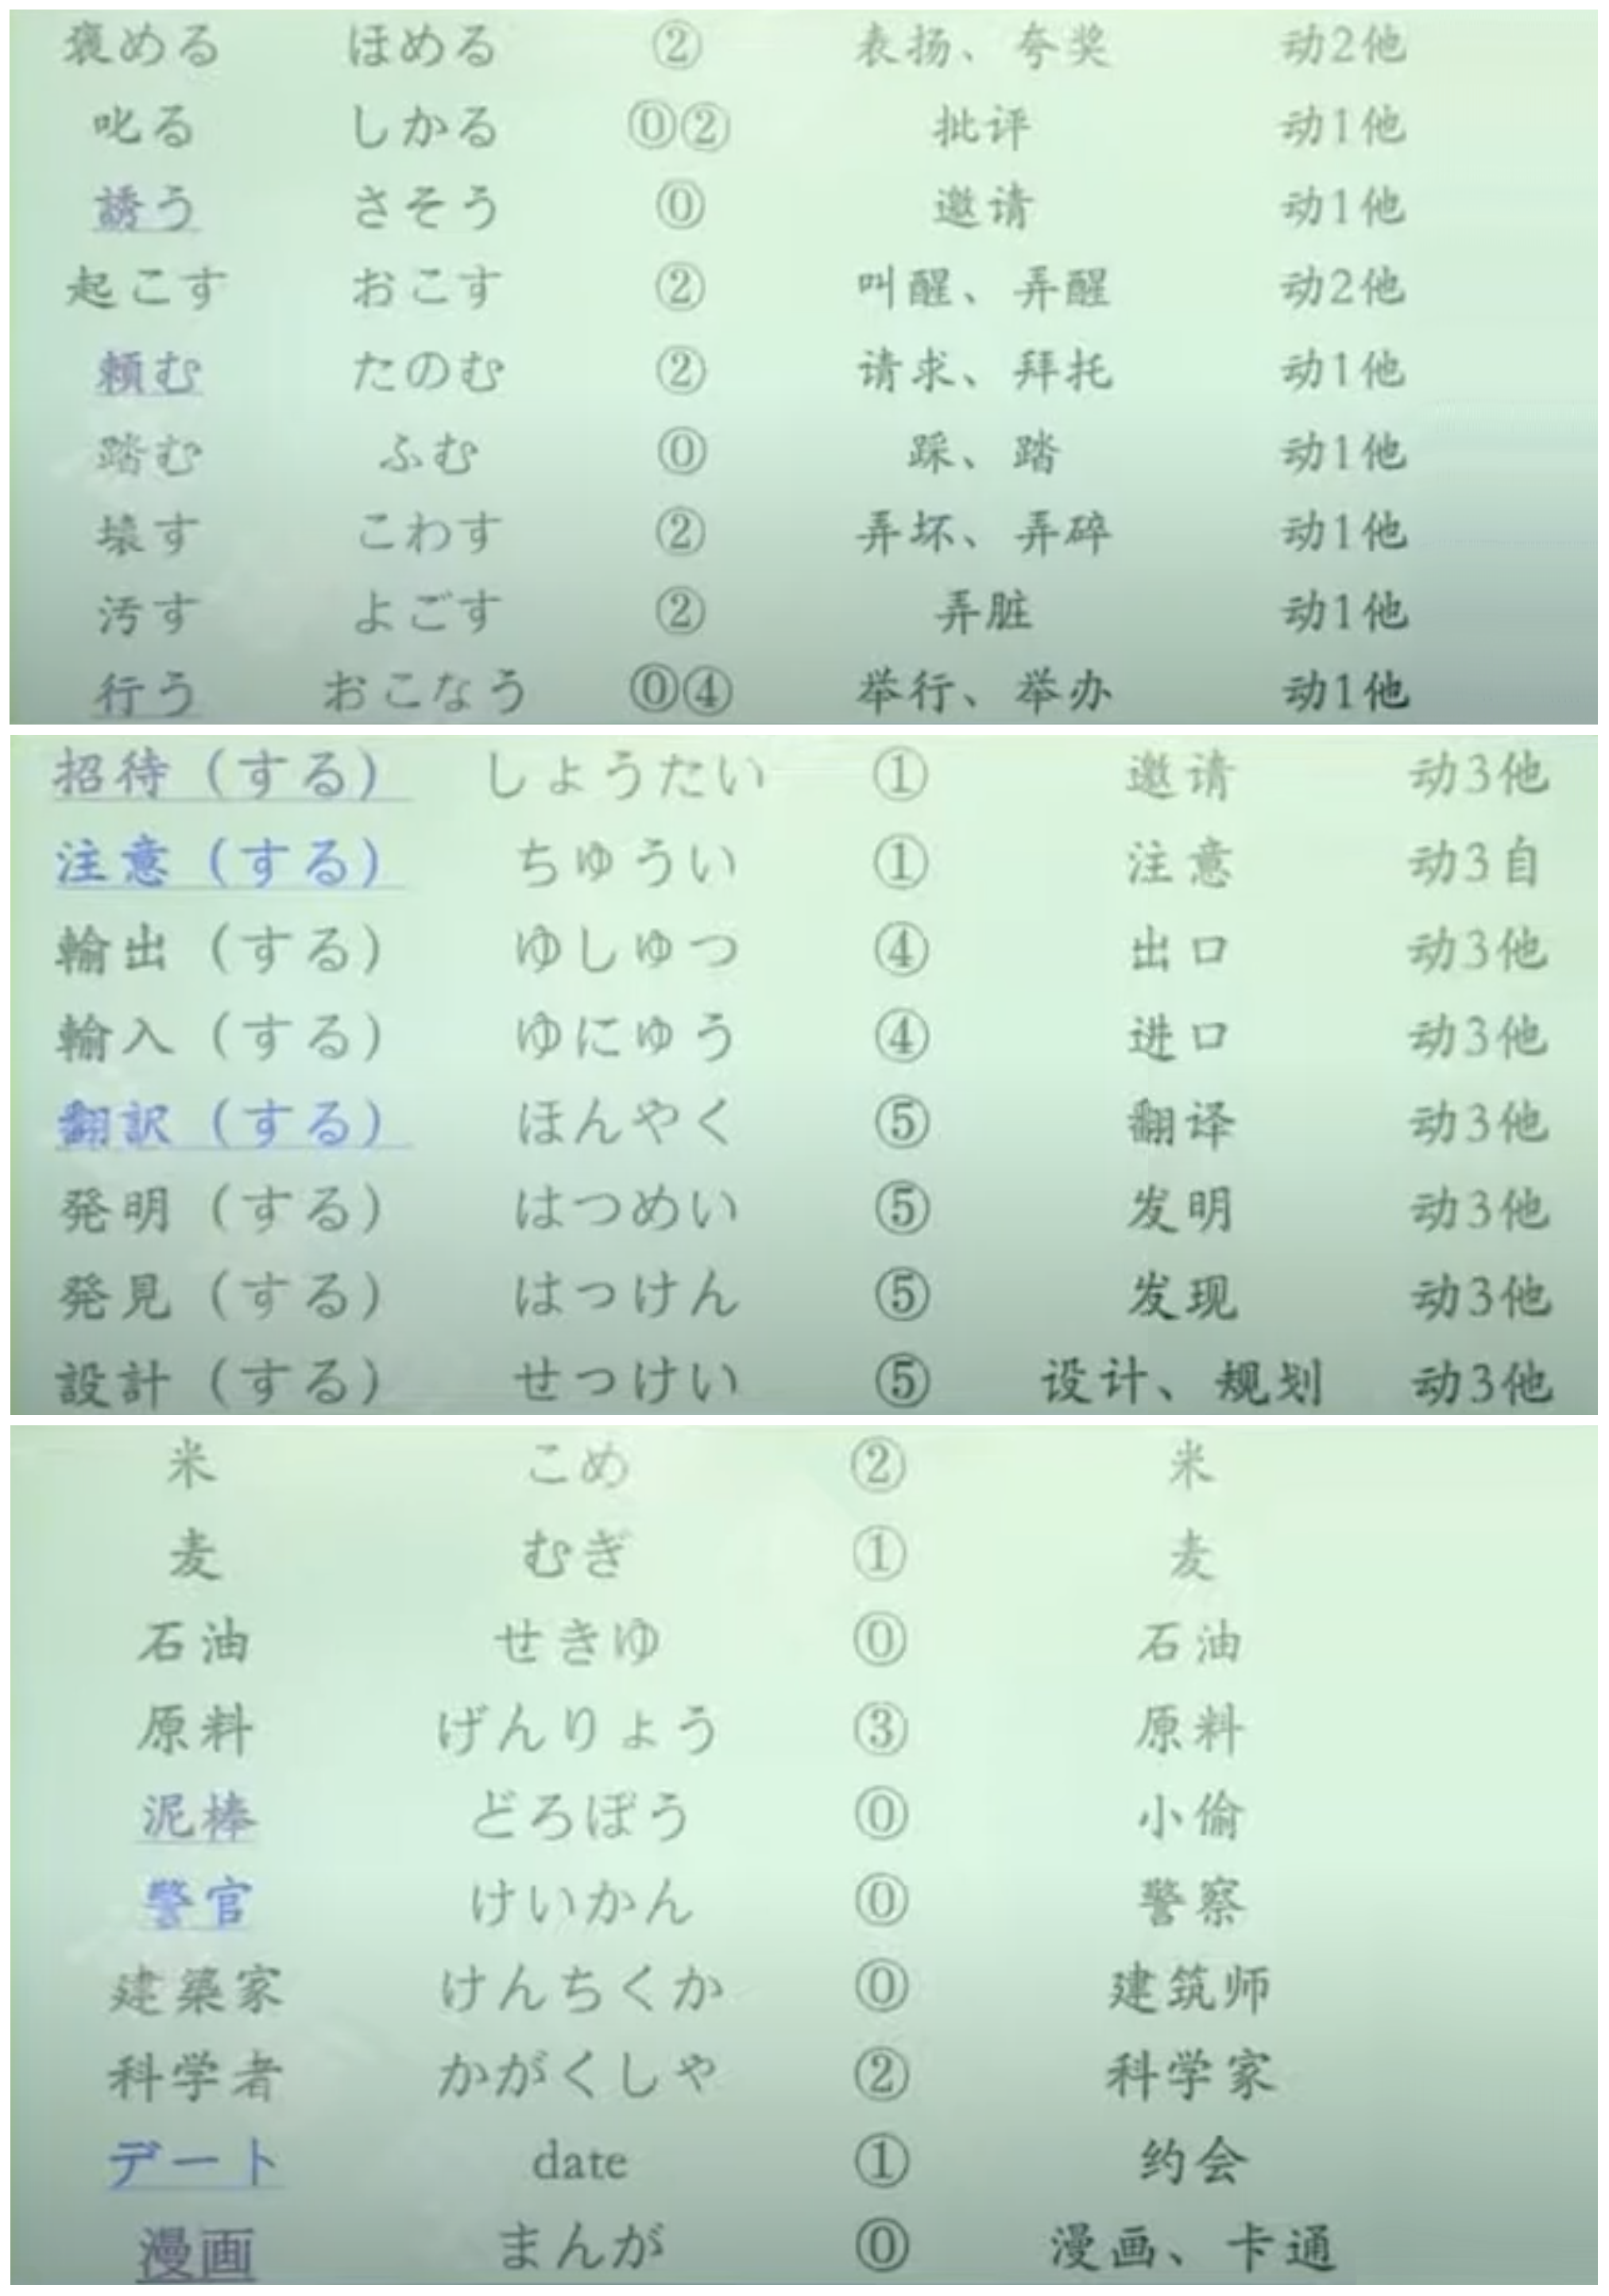 褒める ほめる ② 表扬、夸奖 动2他
叱る しかる ⓪② 批评 动1他
誘う さそう ⓪ 邀请 动1他
起こす おこす ② 叫醒、弄醒 动2他
頼む たのむ ② 请求、拜托 动1他
踏む ふむ ⓪ 踩、踏 动1他
壊す こわす ② 弄坏、弄碎 动1他
汚す よごす ② 弄脏 动1他
行う おこなう ⓪④ 举行、举办 动1他
招待（する） しょうたい ① 邀请 动3他
注意（する） ちゅうい ① 注意 动3自
輸出（する） ゆしゅつ ④ 出口 动3他
輸入（する） ゆにゅう ④ 进口 动3他
翻訳（する） ほんやく ⑤ 翻译 动3他
発明（する） はつめい ⑤ 发明 动3他
発見（する） はっけん ⑤ 发现 动3他
設計（する） せっけい ⑤ 设计、规划 动3他
米 こめ ② 米
麦 むぎ ① 麦
石油 せきゆ ⓪ 石油
原料 げんりょう ③ 原料
泥棒 どろぼう ⓪ 小偷
警官 けいかん ⓪ 警察
建築家 けんちくか ⓪ 建筑师
科学者 かがくしゃ ② 科学家
デート date ① 约会
漫画 まんが ⓪ 漫画、卡通